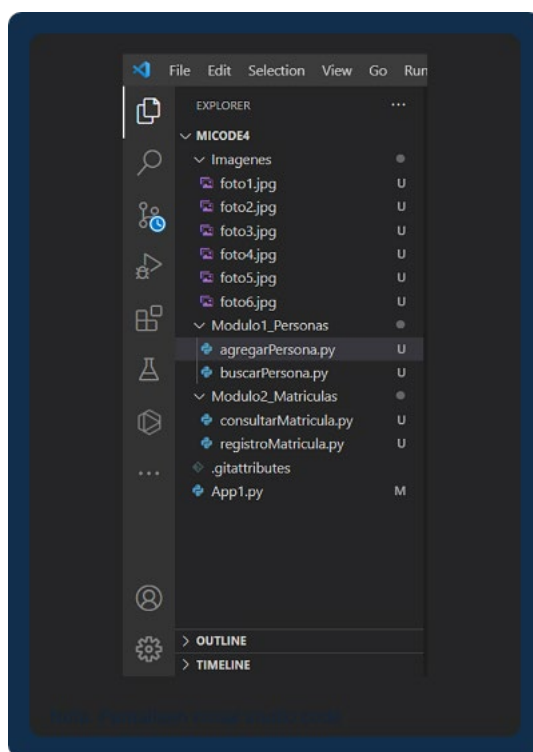 File Edit Selection View Go Run
EXPLORER ...
MICODE4
Imagenes
foto1.jpg U
foto2.jpg U
foto3.jpg U
foto4.jpg U
foto5.jpg U
foto6.jpg U
Modulo1_Personas
agregarPersona.py U
buscarPersona.py U
Modulo2_Matriculas
consultarMatricula.py U
registroMatricula.py U
.gitattributes
App1.py M
OUTLINE
TIMELINE